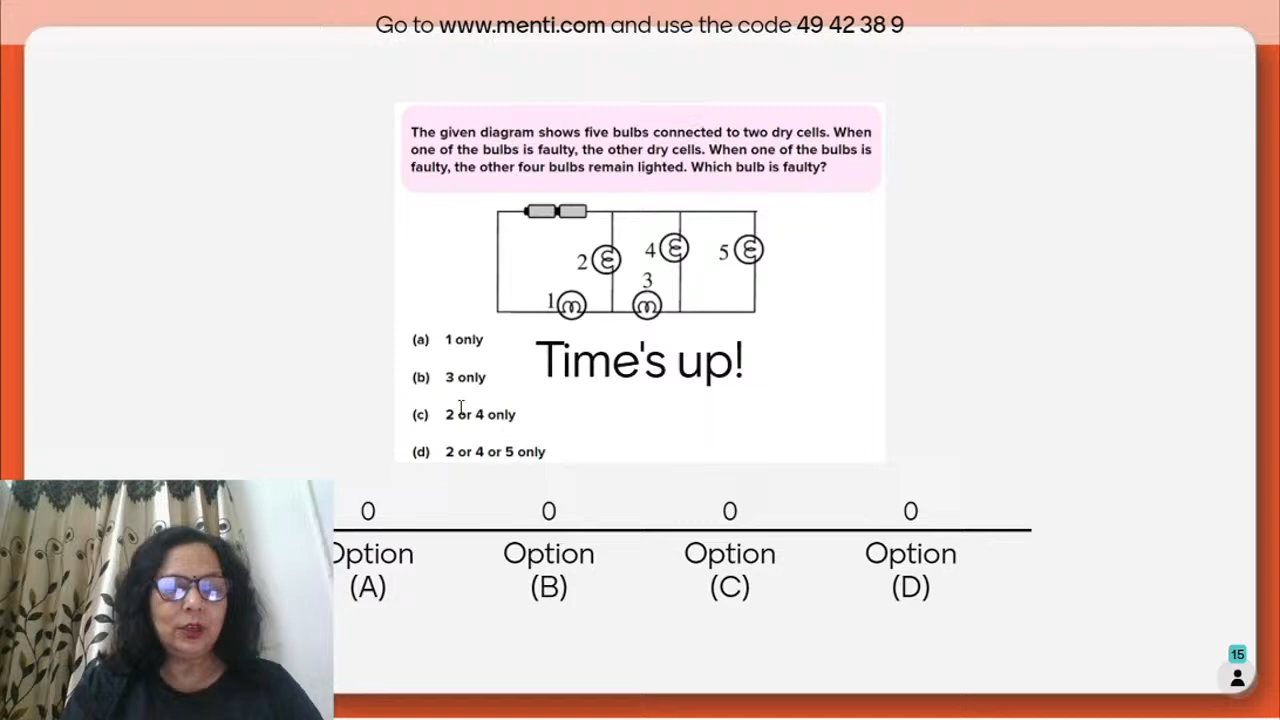 Go to www.menti.com and use the code 49 42 38 9
The given diagram shows five bulbs connected to two dry cells. When
one of the bulbs is faulty, the other dry cells. When one of the bulbs is
faulty, the other four bulbs remain lighted. Which bulb is faulty?
2
4
5
3
1
(a) 1 only
Time's up!
(b) 3 only
(c) 2 or 4 only
(d) 2 or 4 or 5 only
0 0 0 0
Option Option Option Option
(A) (B) (C) (D)
15